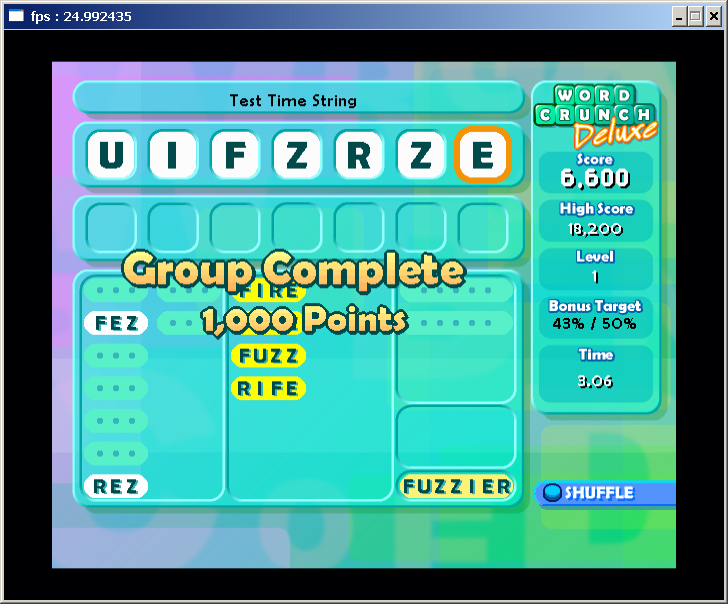 fps : 24.992435
Test Time String
WORD
CRUNCH
Deluxe
U I F Z R Z E
Score
6,600
High Score
18,200
Level
1
Bonus Target
43% / 50%
Time
3.06
Group Complete
1,000 Points
FIRE
FEZ
FUZZ
RIFE
REZ
FUZZIER
SHUFFLE